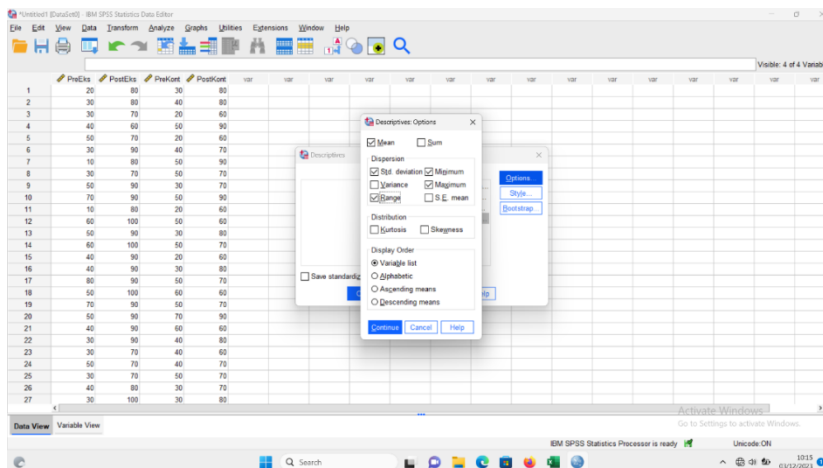 *Untitled1 [DataSet0] - IBM SPSS Statistics Data Editor
File Edit View Data Transform Analyze Graphs Utilities Extensions Window Help
Visible: 4 of 4 Variab
PreEks PostEks PreKont PostKont var var var var var var var var var var var
1 20 80 30 80
2 30 80 40 80
3 30 70 20 60
4 40 60 50 90
5 50 70 20 60
6 30 90 40 70
7 10 80 50 90
8 30 70 50 70
9 50 90 30 70
10 70 90 50 90
11 10 80 20 60
12 60 100 50 60
13 50 90 30 80
14 60 100 50 70
15 40 90 20 60
16 40 90 30 80
17 80 90 50 70
18 50 100 60 60
19 70 90 50 70
20 50 90 70 90
21 40 90 60 60
22 30 90 40 80
23 30 70 40 60
24 50 70 40 70
25 30 70 50 70
26 40 80 30 70
27 30 100 30 80
Descriptives
Options...
Style...
Bootstrap...
Save standardiz
Descriptives: Options
Mean Sum
Dispersion
Std. deviation Minimum
Variance Maximum
Range S.E. mean
Distribution
Kurtosis Skewness
Display Order
Variable list
Alphabetic
Ascending means
Descending means
Continue Cancel Help
Activate Windows
Go to Settings to activate Windows.
Data View Variable View
IBM SPSS Statistics Processor is ready Unicode:ON
Search
10:15
03/12/2023